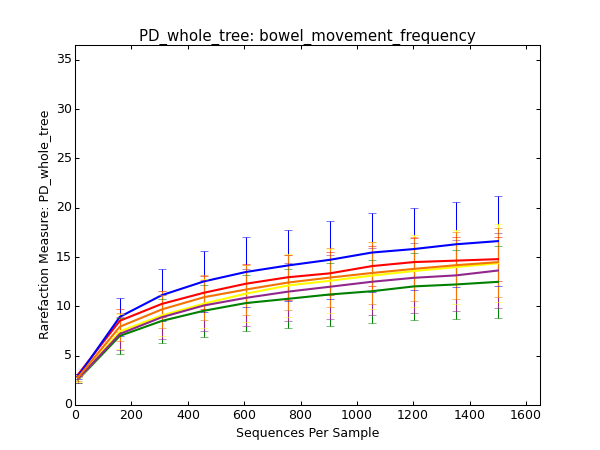 PD_whole_tree: bowel_movement_frequency
Rarefaction Measure: PD_whole_tree
35
30
25
20
15
10
5
0
0 200 400 600 800 1000 1200 1400 1600
Sequences Per Sample